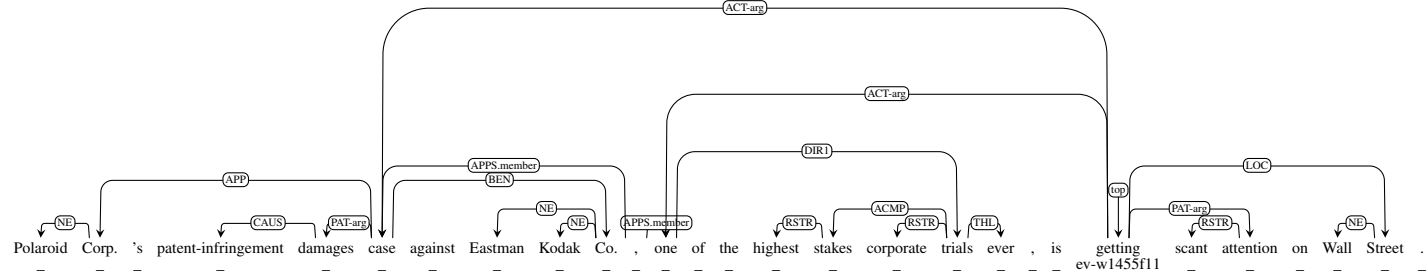 ACT-arg
ACT-arg
DIR1
APPS.member LOC
APP BEN
top
NE ACMP PAT-arg
NE CAUS PAT-arg NE APPS.member RSTR RSTR THL RSTR NE
Polaroid Corp. 's patent-infringement damages case against Eastman Kodak Co. , one of the highest stakes corporate trials ever , is getting scant attention on Wall Street .
_ _ _ _ _ _ _ _ _ _ _ _ _ _ _ _ _ _ _ _ _ ev-w1455f11 _ _ _ _ _ _